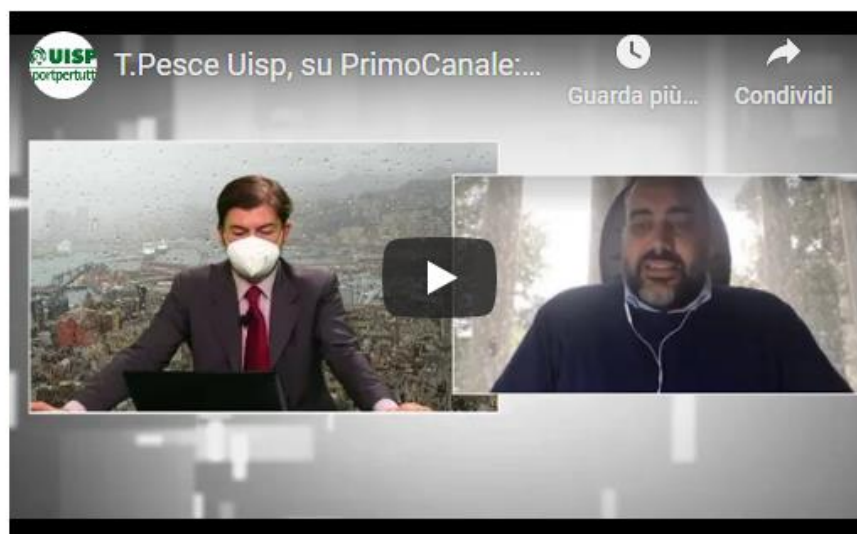 UISP
sportpertutti
T.Pesce Uisp, su PrimoCanale:...
Guarda più...
Condividi